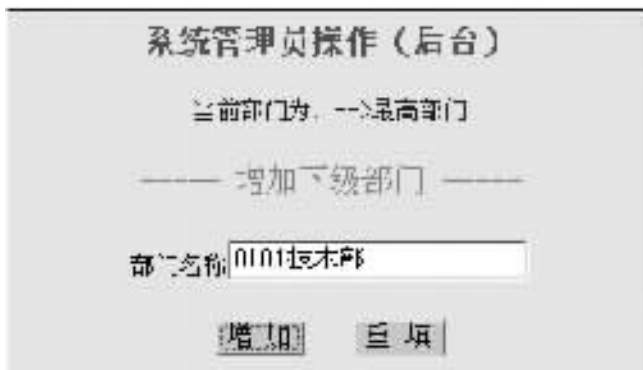 系统管理员操作（后台）
当前部门为：-->最高部门
----- 增加下级部门 -----
部门名称 0101技术部
增加 重填